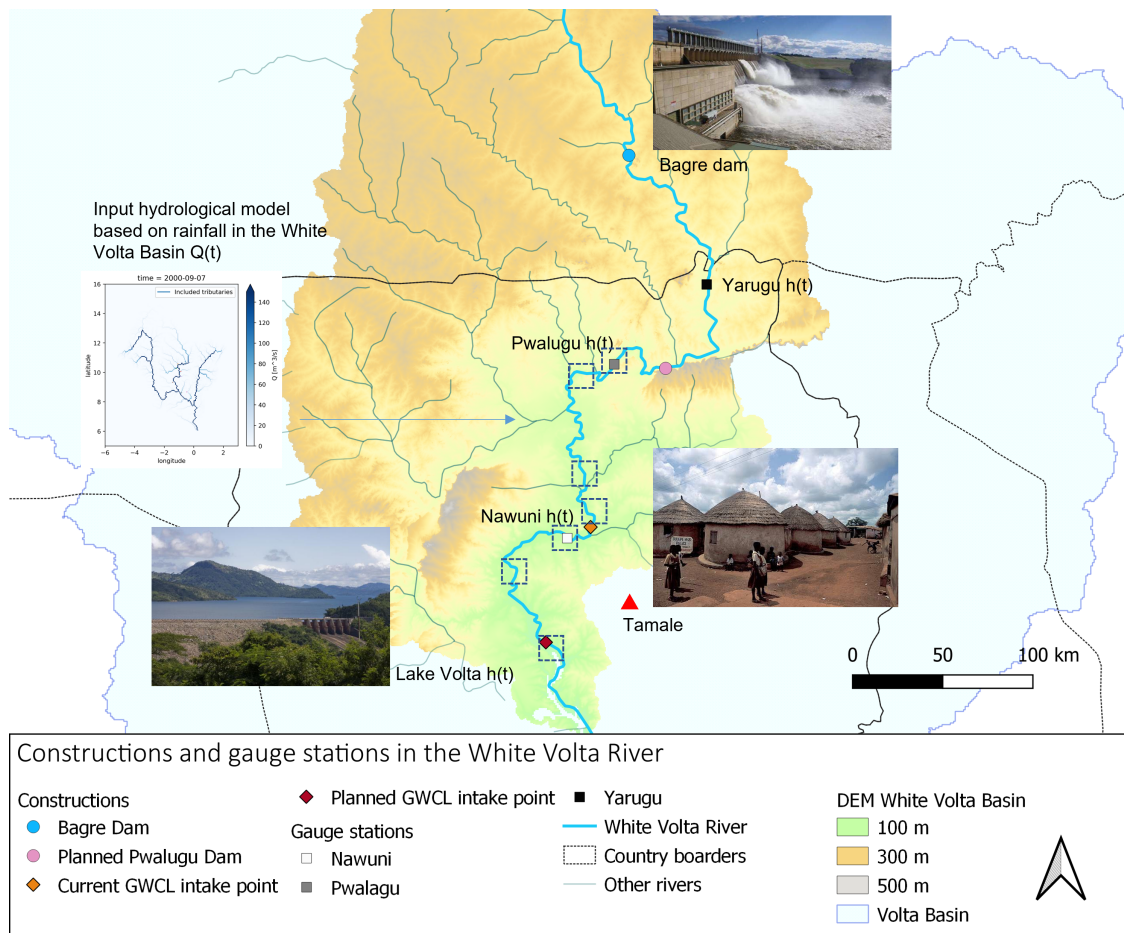 Bagre dam
Input hydrological model
based on rainfall in the White
Volta Basin Q(t)
time = 2000-09-07
Included tributaries
16
14
12
10
8
6
latitude
−6
−4
−2
0
2
longitude
140
120
100
80
60
40
20
0
Q [m^3/s]
Yarugu h(t)
Pwalugu h(t)
Nawuni h(t)
Tamale
Lake Volta h(t)
0 50 100 km
Constructions and gauge stations in the White Volta River
Constructions
Bagre Dam
Planned Pwalugu Dam
Current GWCL intake point
Planned GWCL intake point
Gauge stations
Nawuni
Pwalagu
Yarugu
White Volta River
Country boarders
Other rivers
DEM White Volta Basin
100 m
300 m
500 m
Volta Basin